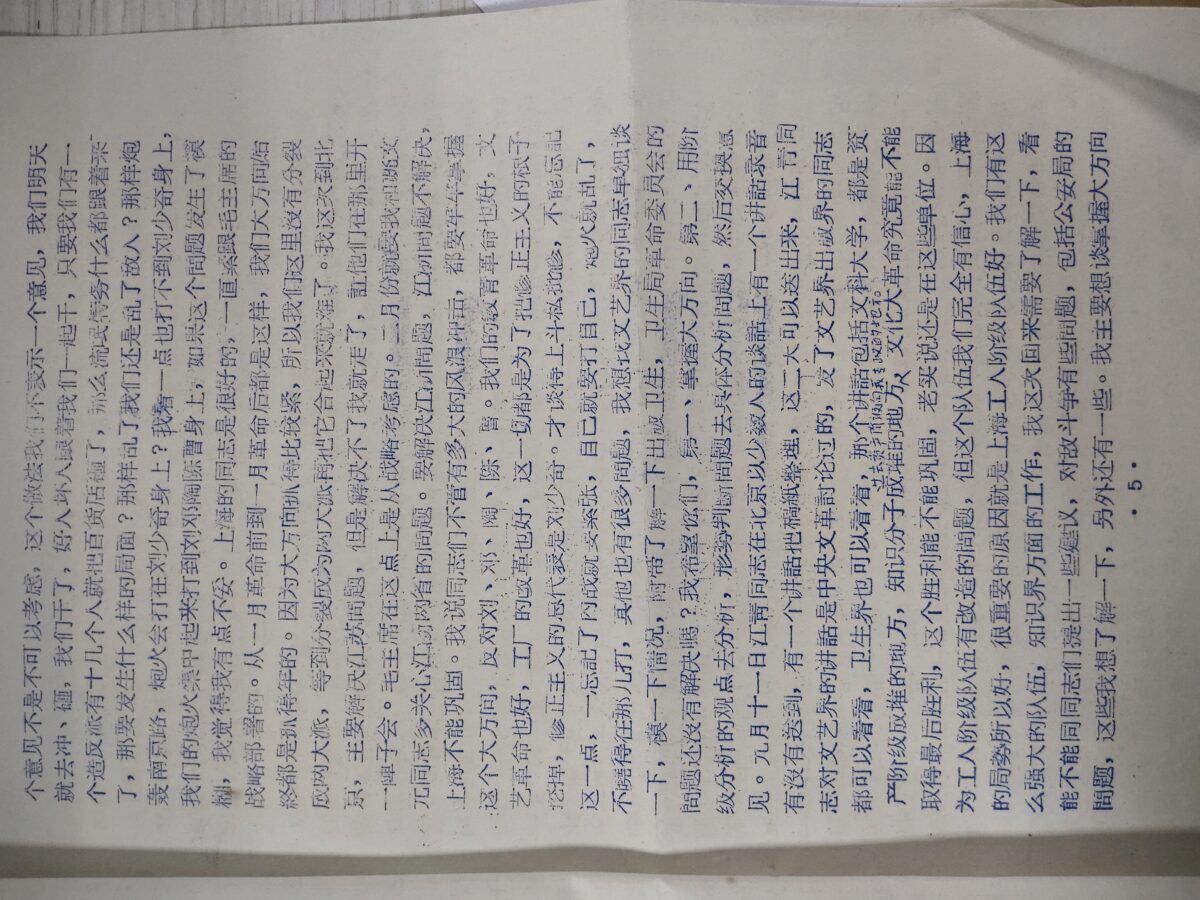 个意见不是不可以考虑，这个做法我们不表示一个意见，我们明天
就去冲、砸，我们干了，好人坏人跟着我们一起干，只要我们有一
个造反派有十几个人就把百货店砸了，那么流氓特务什么都跟着来
了，那要发生什么样的局面？那样乱了我们还是乱了敌人？那样炮
轰南京路，炮火会打在刘少奇身上？我看一点也打不到刘少奇身上，
我们的炮火集中起来打到刘邓陶陈曹身上，如果这个問题发生了模
糊，我觉得我有点不妥。上海的同志是很好的，一直紧跟毛主席的
战略部署的。从一月革命前到一月革命后都是这样，我们大方向始
終都是抓得牢的。因为大方向抓得比较紧，所以我们这里沒有分裂
成两大派，等到分裂成为两大派再把它合起来就难了。我这次到北
京，主要解决江苏問题，但是解决不了我就走了，訌他们在那里开
一陣子会。毛主席在这点上是从战略考虑的。二月份就要我和姚文
元同志多关心江浙两省的問题。要解决江浙問题，江浙問题不解决，
上海不能巩固。我说同志们不管有多大的风浪冲击，都要牢牢掌握
这个大方向，反对刘、邓、陶、陈、曹。我们的教育革命也好，文
艺革命也好，工厂的改革也好，这一切都是为了把修正主义的根子
挖掉，修正主义的总代表是刘少奇。才谈得上斗私批修，不能忘記
这一点，一忘記了内战就要紧张，自己就要打自己，炮火就乱了，
不曉得往那儿打，其他也有很多問题，我想找文艺界的同志单独谈
一下，模一下情况，附带了解一下出版卫生，卫生局革命委员会的
問题还沒有解决嗎？我希望你们，第一、掌握大方向。第二、用阶
级分析的观点去分析，形势判断問题去具体分析問题，然后交换意
见。元月十一日江青同志在北京以少数人的谈話上有一个讲話录音
有沒有送到，有一个讲話把稿紙整理，这二天可以送出来，江青同
志对文艺界的讲話是中央文革討论过的，发了文艺界出版界的同志
都可以看看，卫生界也可以看看，那个讲話包括文科大学，都是资
过去资产阶级向我专政的地方
产阶级成堆的地方，知识分子成堆的地方，文化大革命究竟能不能
取得最后胜利，这个胜利能不能巩固，老实说还是在这些单位。因
为工人阶级队伍有改造的問题，但这个队伍我们完全有信心，上海
的局势所以好，很重要的原因就是上海工人阶级队伍好。我们有这
么强大的队伍，知识界方面的工作，我这次回来需要了解一下，看
能不能同同志们提出一些建议，对敌斗争有些問题，包括公安局的
問题，这些我想了解一下，另外还有一些。我主要想谈掌握大方向
·5·